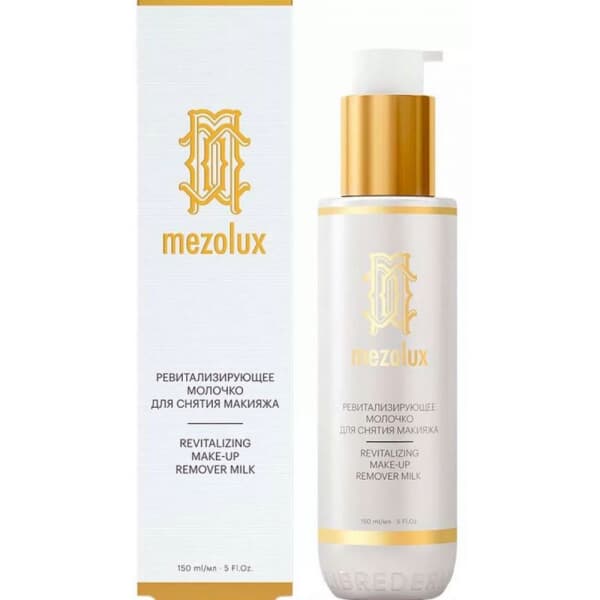 mezolux
РЕВИТАЛИЗИРУЮЩЕЕ
МОЛОЧКО
ДЛЯ СНЯТИЯ МАКИЯЖА
REVITALIZING
MAKE-UP
REMOVER MILK
150 ml/мл · 5 Fl.Oz.
mezolux
РЕВИТАЛИЗИРУЮЩЕЕ
МОЛОЧКО
ДЛЯ СНЯТИЯ МАКИЯЖА
REVITALIZING
MAKE-UP
REMOVER MILK
150 ml/мл · 5 Fl.Oz.